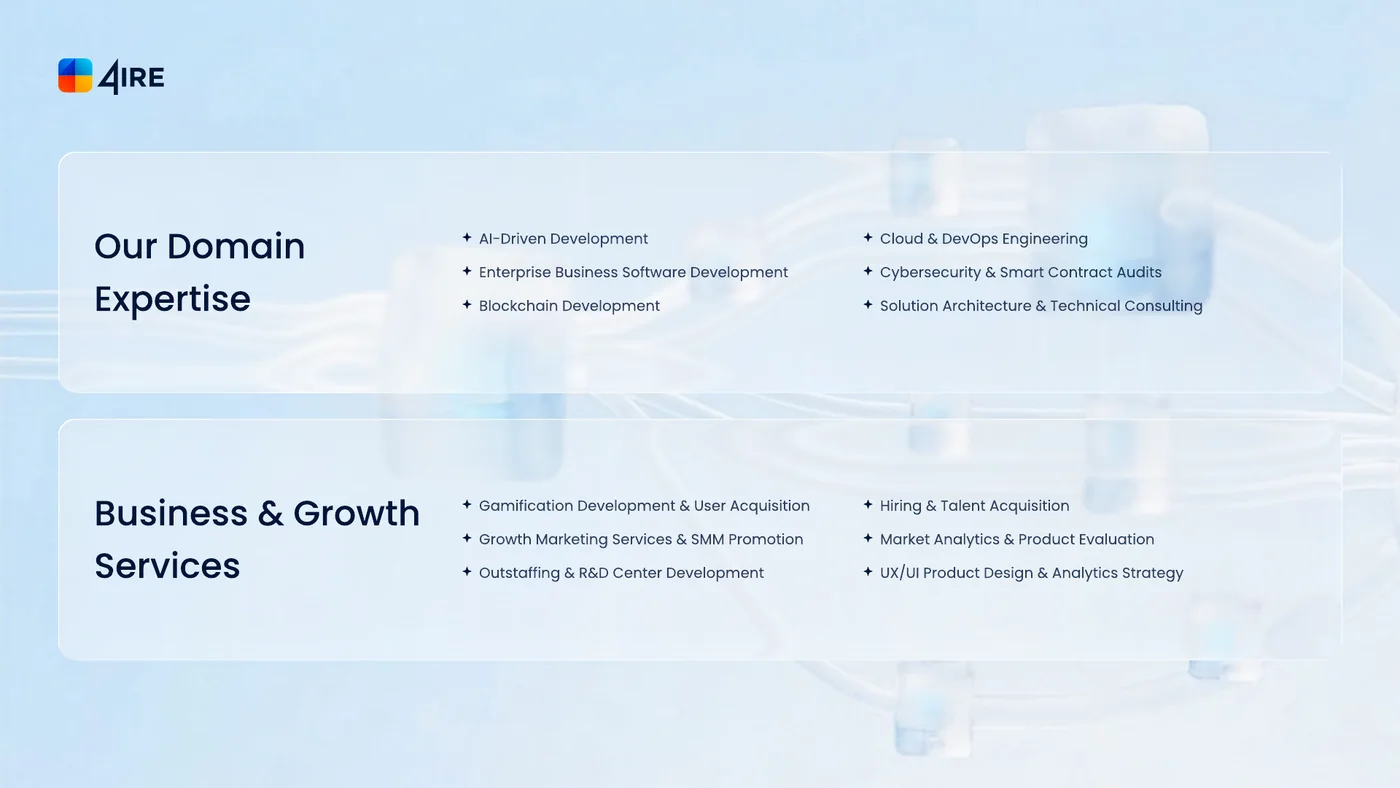 4IRE
Our Domain
Expertise
AI-Driven Development
Enterprise Business Software Development
Blockchain Development
Cloud & DevOps Engineering
Cybersecurity & Smart Contract Audits
Solution Architecture & Technical Consulting
Business & Growth
Services
Gamification Development & User Acquisition
Growth Marketing Services & SMM Promotion
Outstaffing & R&D Center Development
Hiring & Talent Acquisition
Market Analytics & Product Evaluation
UX/UI Product Design & Analytics Strategy